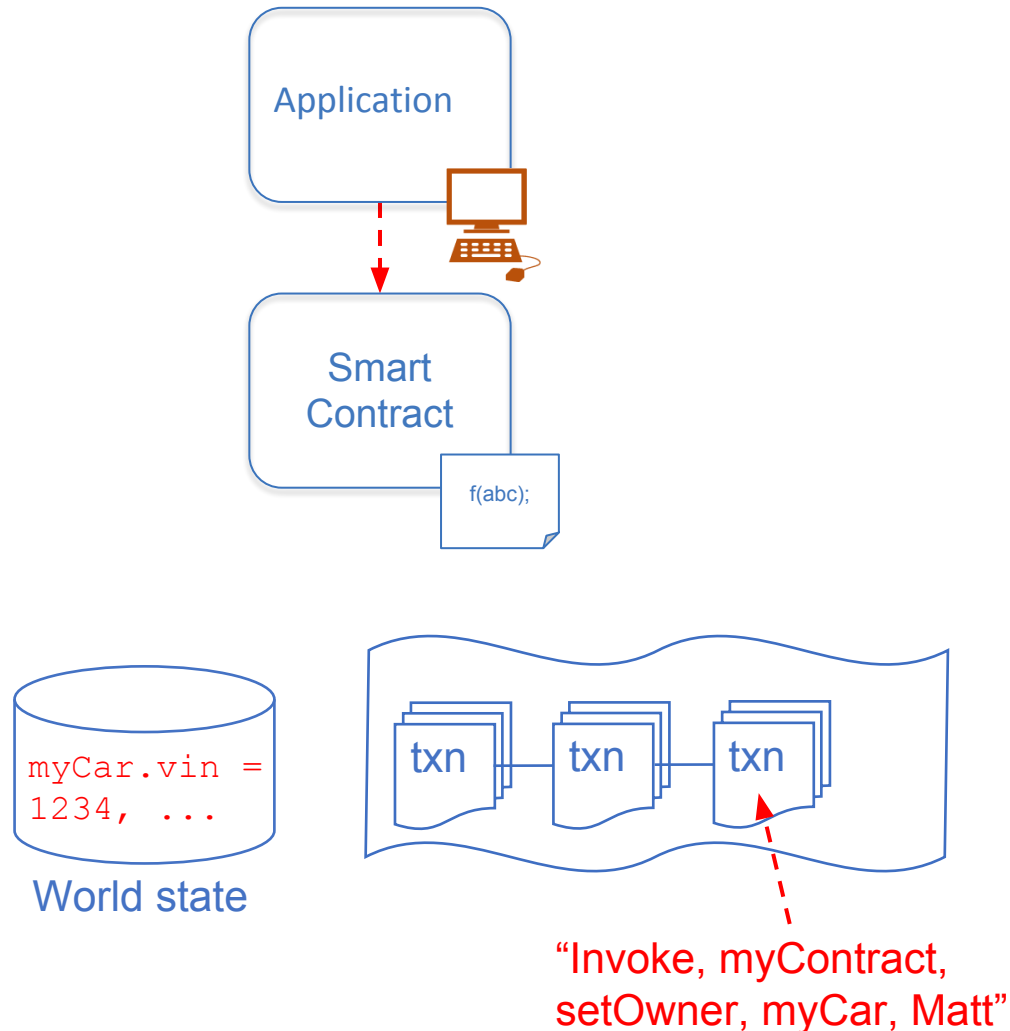 Application
Smart
Contract
f(abc);
txn
txn
txn
myCar.vin =
1234, ...
World state
“Invoke, myContract,
setOwner, myCar, Matt”